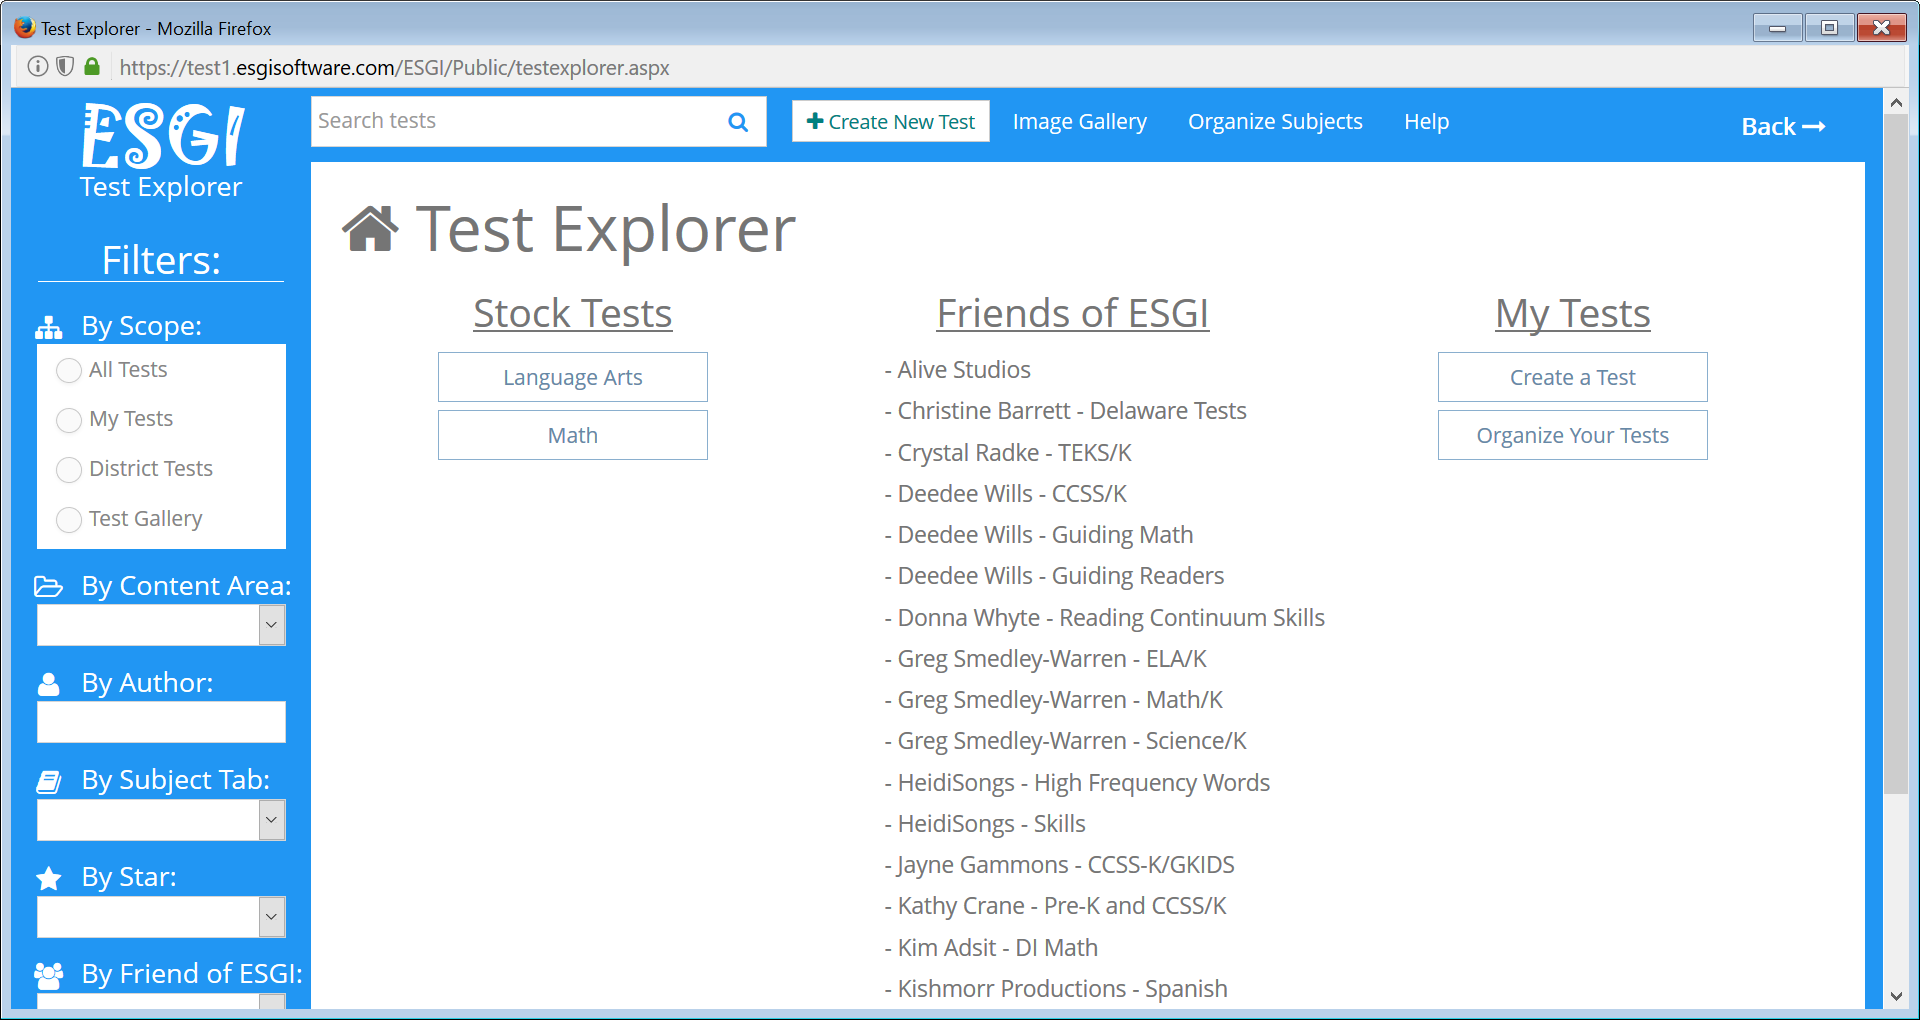 Test Explorer - Mozilla Firefox
https://test1.esgisoftware.com/ESGI/Public/testexplorer.aspx
ESGI
Test Explorer
Search tests
Create New Test
Image Gallery
Organize Subjects
Help
Back
Filters:
By Scope:
All Tests
My Tests
District Tests
Test Gallery
By Content Area:
By Author:
By Subject Tab:
By Star:
By Friend of ESGI:
Test Explorer
Stock Tests
Language Arts
Math
Friends of ESGI
- Alive Studios
- Christine Barrett - Delaware Tests
- Crystal Radke - TEKS/K
- Deedee Wills - CCSS/K
- Deedee Wills - Guiding Math
- Deedee Wills - Guiding Readers
- Donna Whyte - Reading Continuum Skills
- Greg Smedley-Warren - ELA/K
- Greg Smedley-Warren - Math/K
- Greg Smedley-Warren - Science/K
- HeidiSongs - High Frequency Words
- HeidiSongs - Skills
- Jayne Gammons - CCSS-K/GKIDS
- Kathy Crane - Pre-K and CCSS/K
- Kim Adsit - DI Math
- Kishmorr Productions - Spanish
My Tests
Create a Test
Organize Your Tests